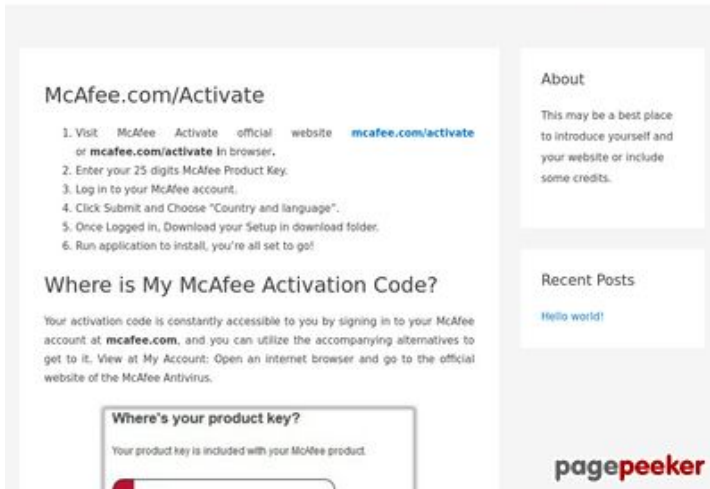 McAfee.com/Activate
1. Visit McAfee Activate official website mcafee.com/activate
or mcafee.com/activate in browser.
2. Enter your 25 digits McAfee Product Key.
3. Log in to your McAfee account.
4. Click Submit and Choose "Country and language".
5. Once Logged in, Download your Setup in download folder.
6. Run application to install, you're all set to go!
Where is My McAfee Activation Code?
Your activation code is constantly accessible to you by signing in to your McAfee
account at mcafee.com, and you can utilize the accompanying alternatives to
get to it. View at My Account: Open an internet browser and go to the official
website of the McAfee Antivirus.
Where's your product key?
Your product key is included with your McAfee product.
About
This may be a best place
to introduce yourself and
your website or include
some credits.
Recent Posts
Hello world!
pagepeeker